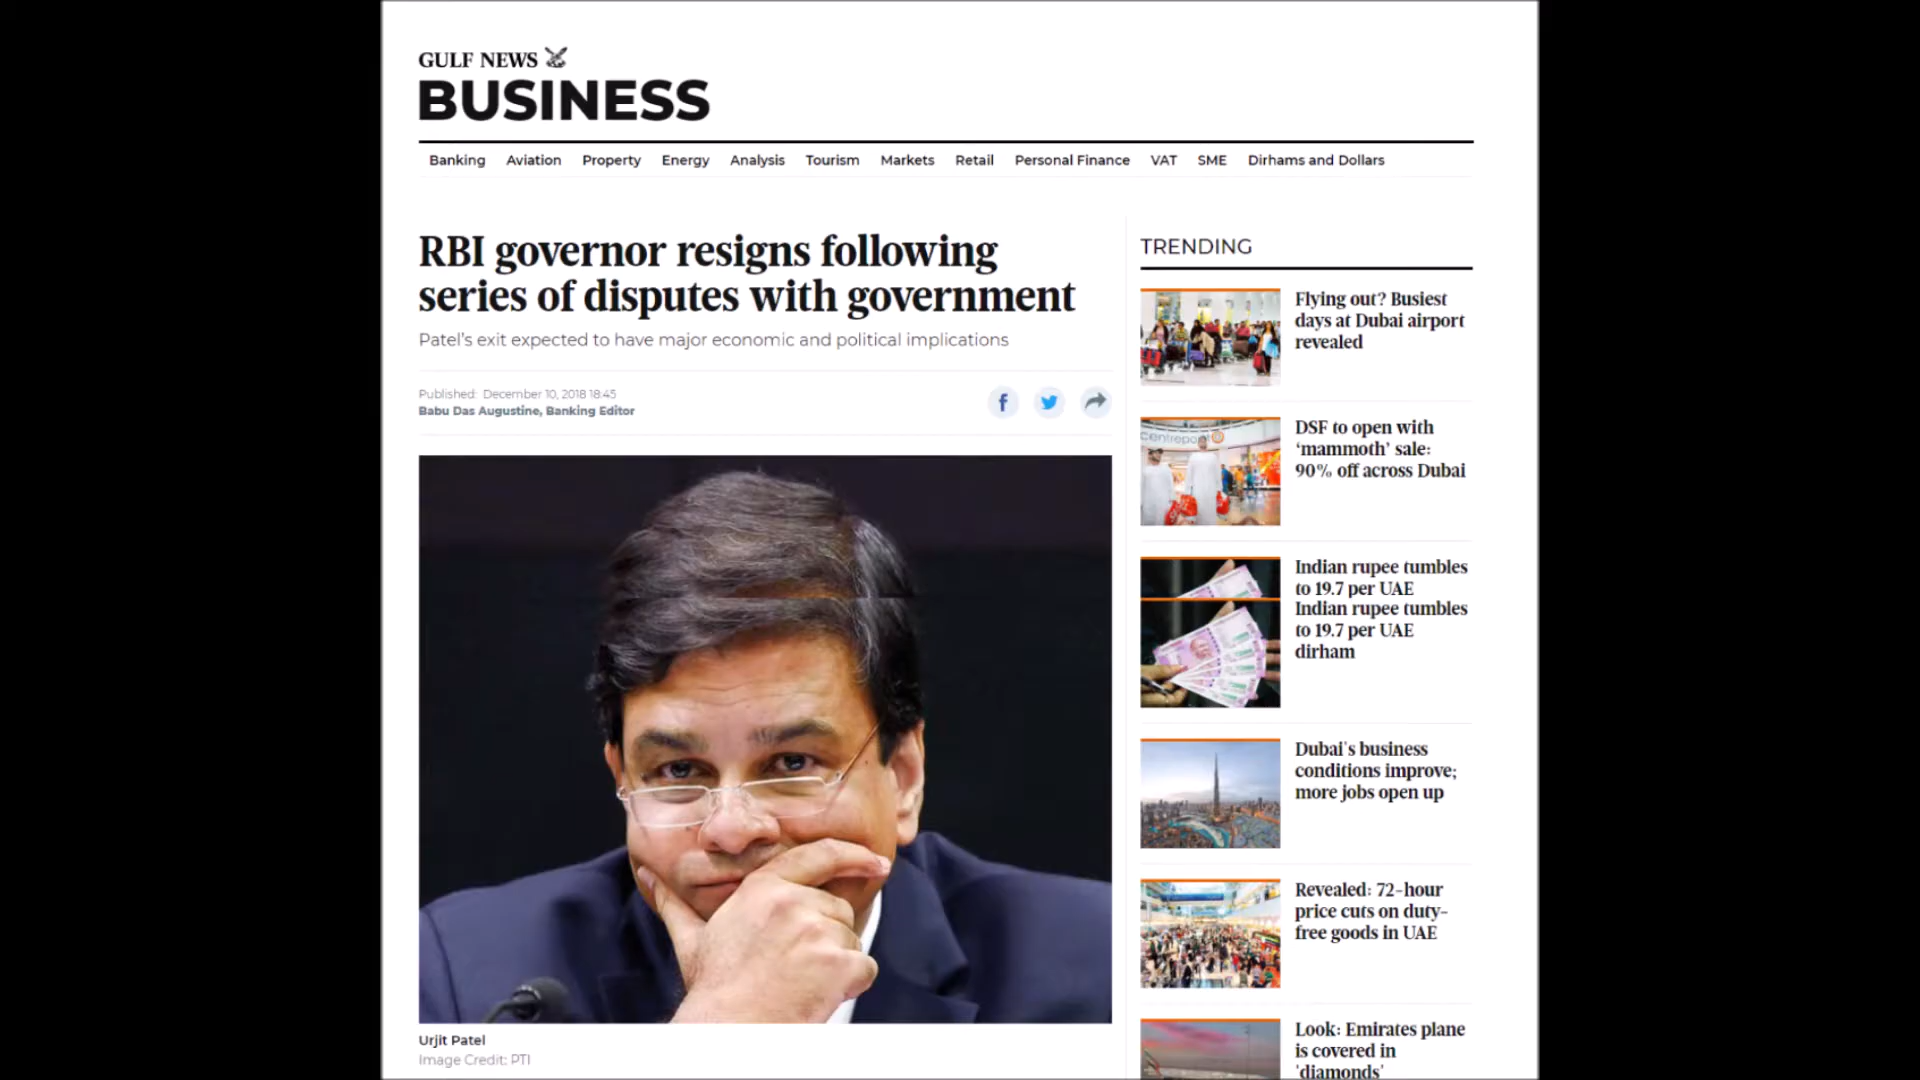 GULF NEWS
BUSINESS
Banking Aviation Property Energy Analysis Tourism Markets Retail Personal Finance VAT SME Dirhams and Dollars
RBI governor resigns following
series of disputes with government
Patel's exit expected to have major economic and political implications
Published: December 10, 2018 18:45
Babu Das Augustine, Banking Editor
Urjit Patel
Image Credit: PTI
TRENDING
Flying out? Busiest
days at Dubai airport
revealed
centrepoint
DSF to open with
‘mammoth’ sale:
90% off across Dubai
Indian rupee tumbles
to 19.7 per UAE
Indian rupee tumbles
to 19.7 per UAE
dirham
Dubai's business
conditions improve;
more jobs open up
Revealed: 72-hour
price cuts on duty-
free goods in UAE
Look: Emirates plane
is covered in
'diamonds'